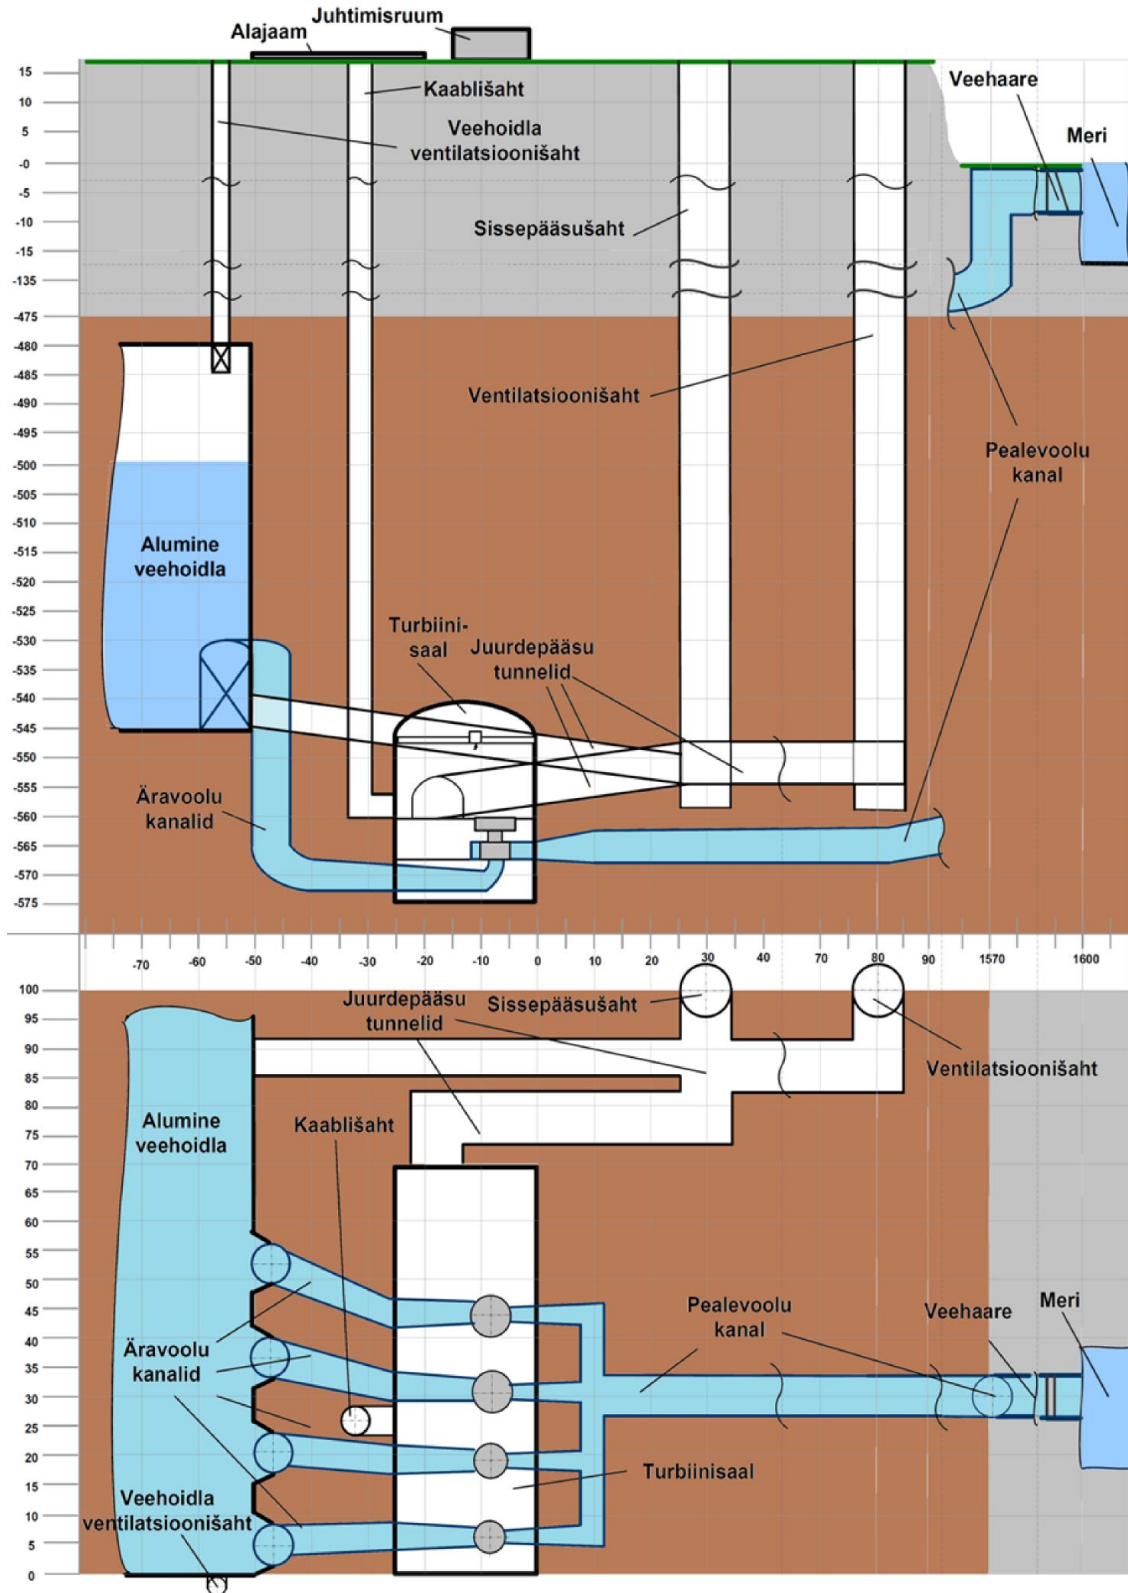 Juhtimisruum
Alajaam
15
10
5
-0
-5
-10
-15
-135
-475
-480
-485
-490
-495
-500
-505
-510
-515
-520
-525
-530
-535
-540
-545
-550
-555
-560
-565
-570
-575
Kaablišaht
Veehoidla
ventilatsioonišaht
Veehaare
Meri
Sissepääsušaht
Ventilatsioonišaht
Pealevoolu
kanal
Alumine
veehoidla
Turbiini-
saal
Juurdepääsu
tunnelid
Äravoolu
kanalid
-70 -60 -50 -40 -30 -20 -10 0 10 20 30 40 70 80 90 1570 1600
100
95
90
85
80
75
70
65
60
55
50
45
40
35
30
25
20
15
10
5
0
Juurdepääsu
tunnelid
Sissepääsušaht
Ventilatsioonišaht
Alumine
veehoidla
Kaablišaht
Pealevoolu
kanal
Veehaare
Meri
Äravoolu
kanalid
Turbiinisaal
Veehoidla
ventilatsioonišaht